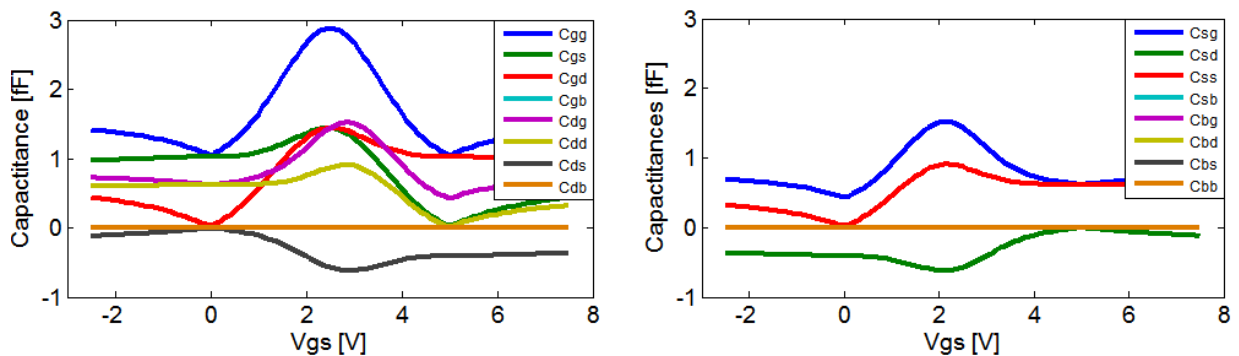 Capactitance [fF]
3
2
1
0
-1
-2
0
2
4
6
8
Vgs [V]
Cgg
Cgs
Cgd
Cgb
Cdg
Cdd
Cds
Cdb
Capactitances [fF]
3
2
1
0
-1
-2
0
2
4
6
8
Vgs [V]
Csg
Csd
Css
Csb
Cbg
Cbd
Cbs
Cbb